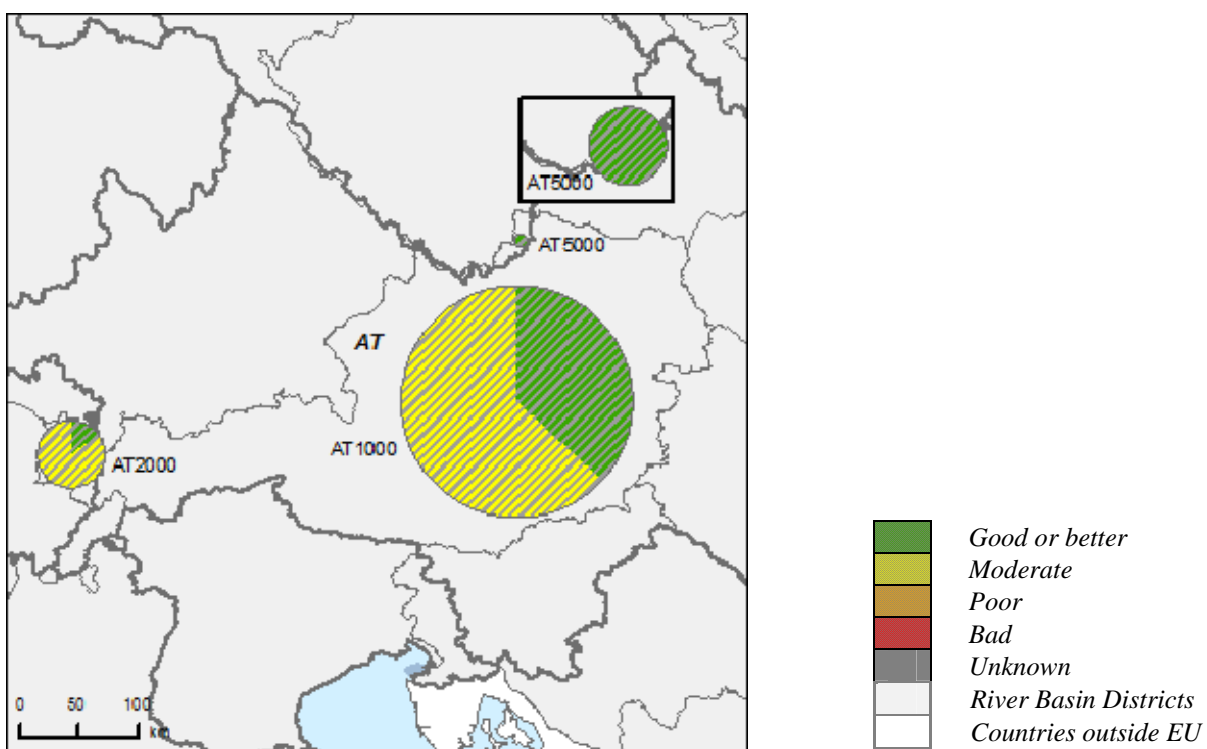 AT5000
AT5000
AT
AT1000
AT2000
0 50 100
km
Good or better
Moderate
Poor
Bad
Unknown
River Basin Districts
Countries outside EU